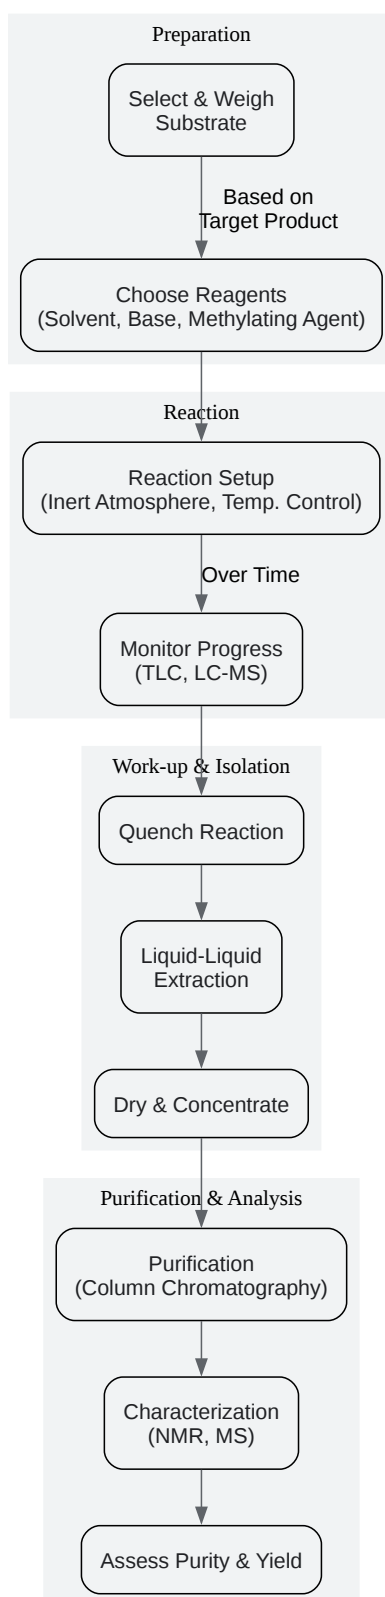 Preparation
Select & Weigh
Substrate
Based on
Target Product
Choose Reagents
(Solvent, Base, Methylating Agent)
Reaction
Reaction Setup
(Inert Atmosphere, Temp. Control)
Over Time
Monitor Progress
(TLC, LC-MS)
Work-up & Isolation
Quench Reaction
Liquid-Liquid
Extraction
Dry & Concentrate
Purification & Analysis
Purification
(Column Chromatography)
Characterization
(NMR, MS)
Assess Purity & Yield